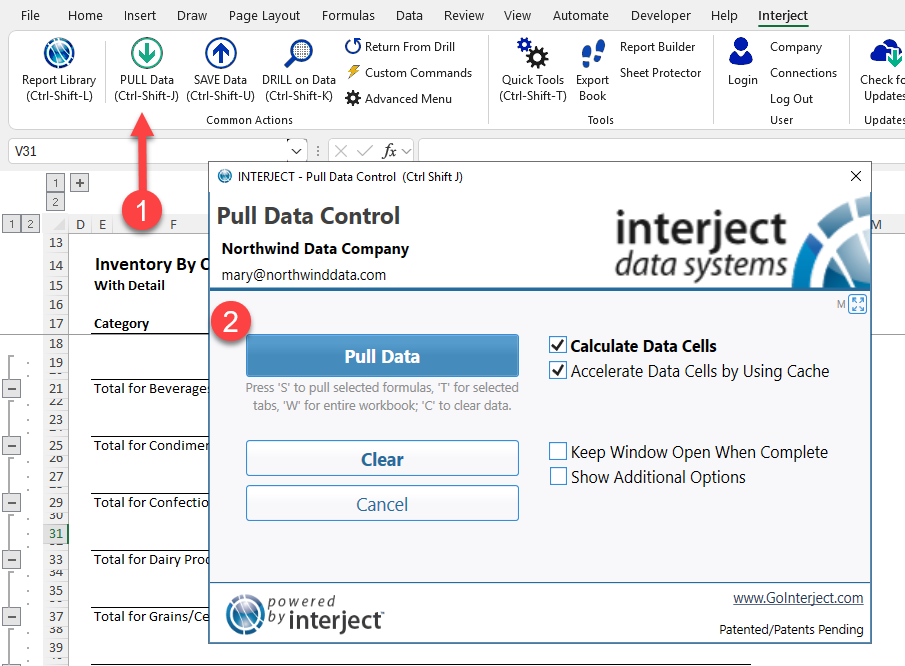 File Home Insert Draw Page Layout Formulas Data Review View Automate Developer Help Interject
Report Library
(Ctrl-Shift-L)
PULL Data
(Ctrl-Shift-J)
SAVE Data
(Ctrl-Shift-U)
DRILL on Data
(Ctrl-Shift-K)
Return From Drill
Custom Commands
Advanced Menu
Common Actions
Quick Tools
(Ctrl-Shift-T)
Export
Book
Report Builder
Sheet Protector
Tools
Login
Company
Connections
Log Out
User
Check fo
Updates
Updates
V31
fx
1
1
2
1 2
D E F M
13
14 Inventory By C
15 With Detail
16
17 Category
18
19
21 Total for Beverages
22
23
25 Total for Condimen
26
27
29 Total for Confectio
30
31
33 Total for Dairy Prod
34
35
37 Total for Grains/Ce
38
39
INTERJECT - Pull Data Control (Ctrl Shift J)
Pull Data Control
Northwind Data Company
mary@northwinddata.com
interject
data systems
M
2
Pull Data
Press 'S' to pull selected formulas, 'T' for selected
tabs, 'W' for entire workbook; 'C' to clear data.
Clear
Cancel
Calculate Data Cells
Accelerate Data Cells by Using Cache
Keep Window Open When Complete
Show Additional Options
powered
by interject™
www.GoInterject.com
Patented/Patents Pending